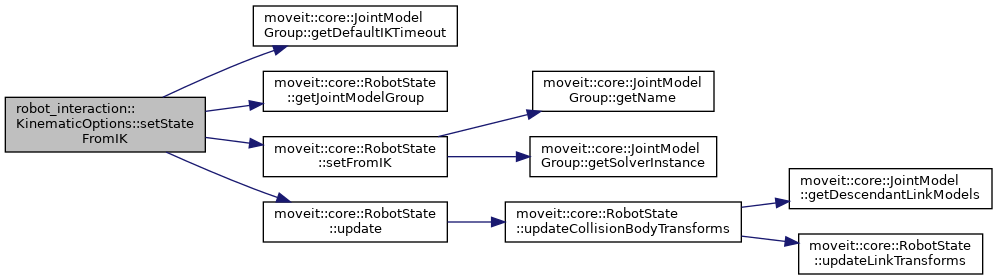 robot_interaction::
KinematicOptions::setState
FromIK
moveit::core::JointModel
Group::getDefaultIKTimeout
moveit::core::RobotState
::getJointModelGroup
moveit::core::RobotState
::setFromIK
moveit::core::JointModel
Group::getName
moveit::core::JointModel
Group::getSolverInstance
moveit::core::RobotState
::update
moveit::core::RobotState
::updateCollisionBodyTransforms
moveit::core::JointModel
::getDescendantLinkModels
moveit::core::RobotState
::updateLinkTransforms